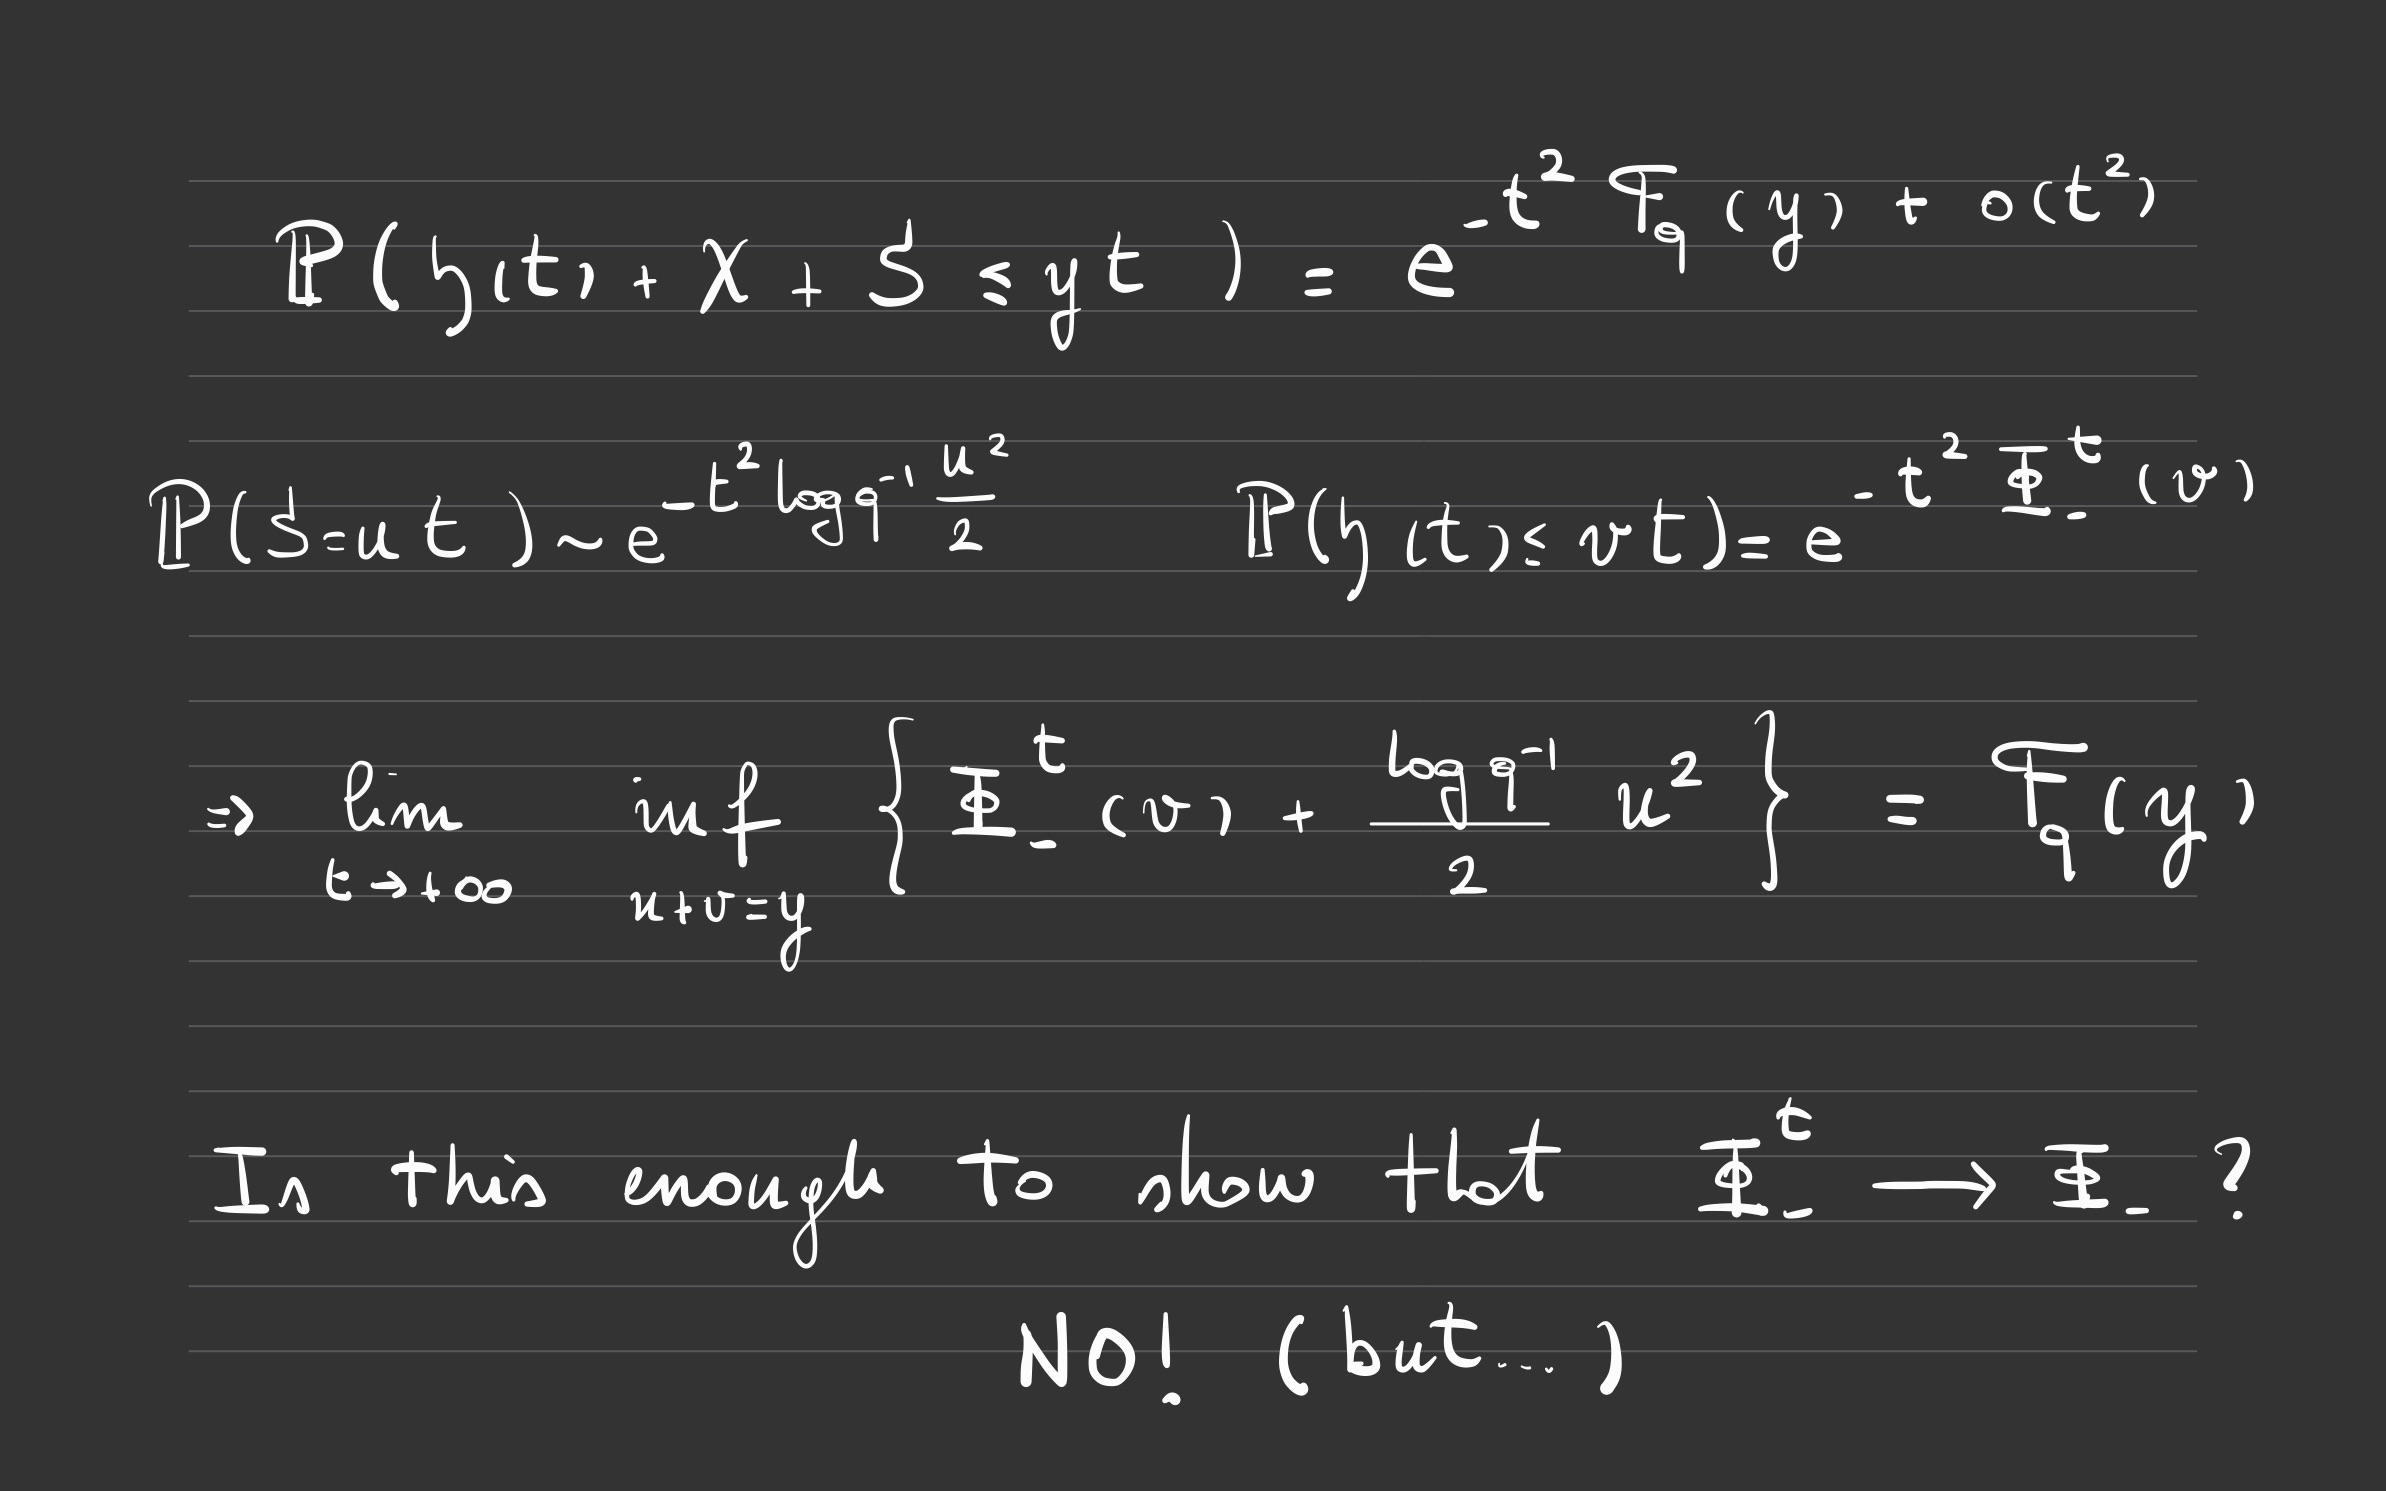 ℙ(𝔥(t) + χ + S ≤ yt) = e^{-t² 𝓕_q(y) + o(t²)}
ℙ(S = ut) ~ e^{-t² log q^{-1} u²/2}    ℙ(𝔥(t) ≤ vt) = e^{-t² Φ_-^t(v)}
⇒ lim_{t→+∞} inf_{u+v=y} { Φ_-^t(v) + (log q^{-1})/2 u² } = 𝓕_q(y)
Is this enough to show that Φ_-^t → Φ_- ?
NO! (but...)